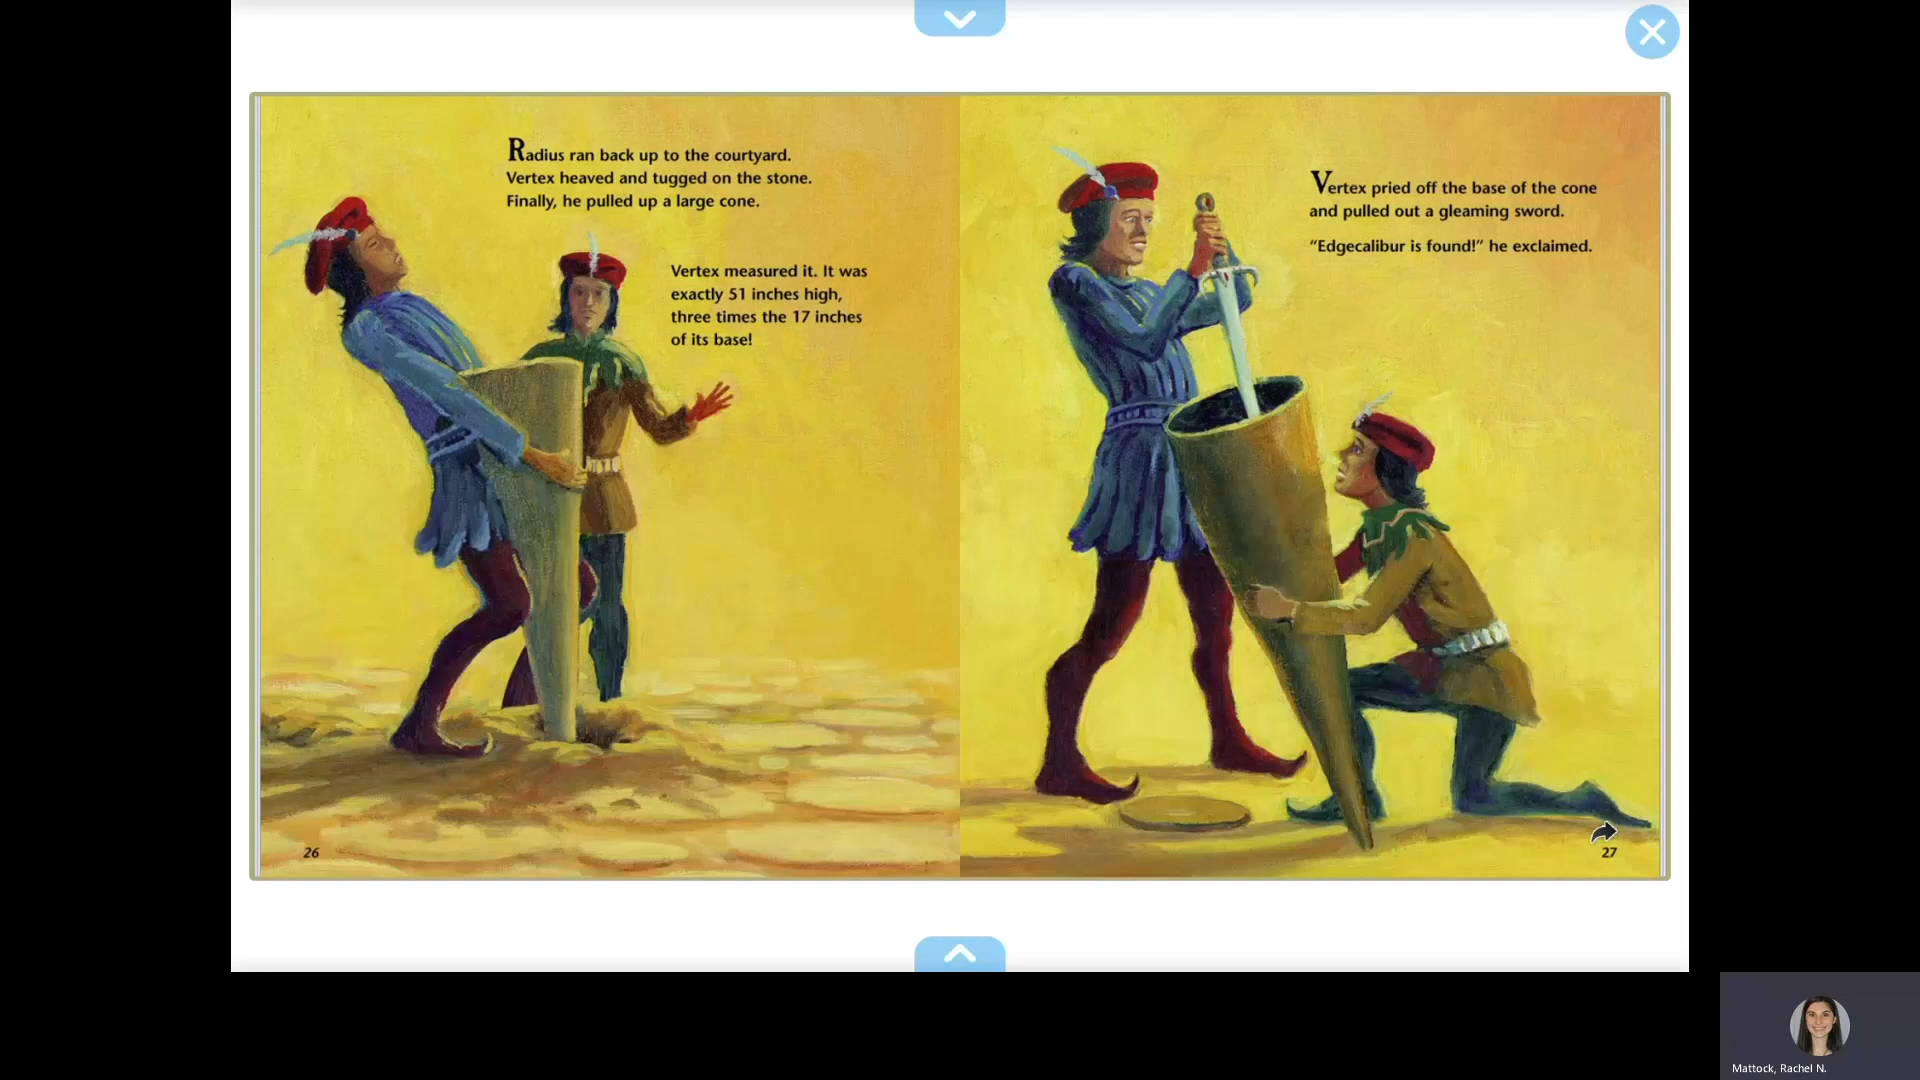 Radius ran back up to the courtyard.
Vertex heaved and tugged on the stone.
Finally, he pulled up a large cone.
Vertex measured it. It was
exactly 51 inches high,
three times the 17 inches
of its base!
26
Vertex pried off the base of the cone
and pulled out a gleaming sword.
“Edgecalibur is found!” he exclaimed.
27
Mattock, Rachel N.